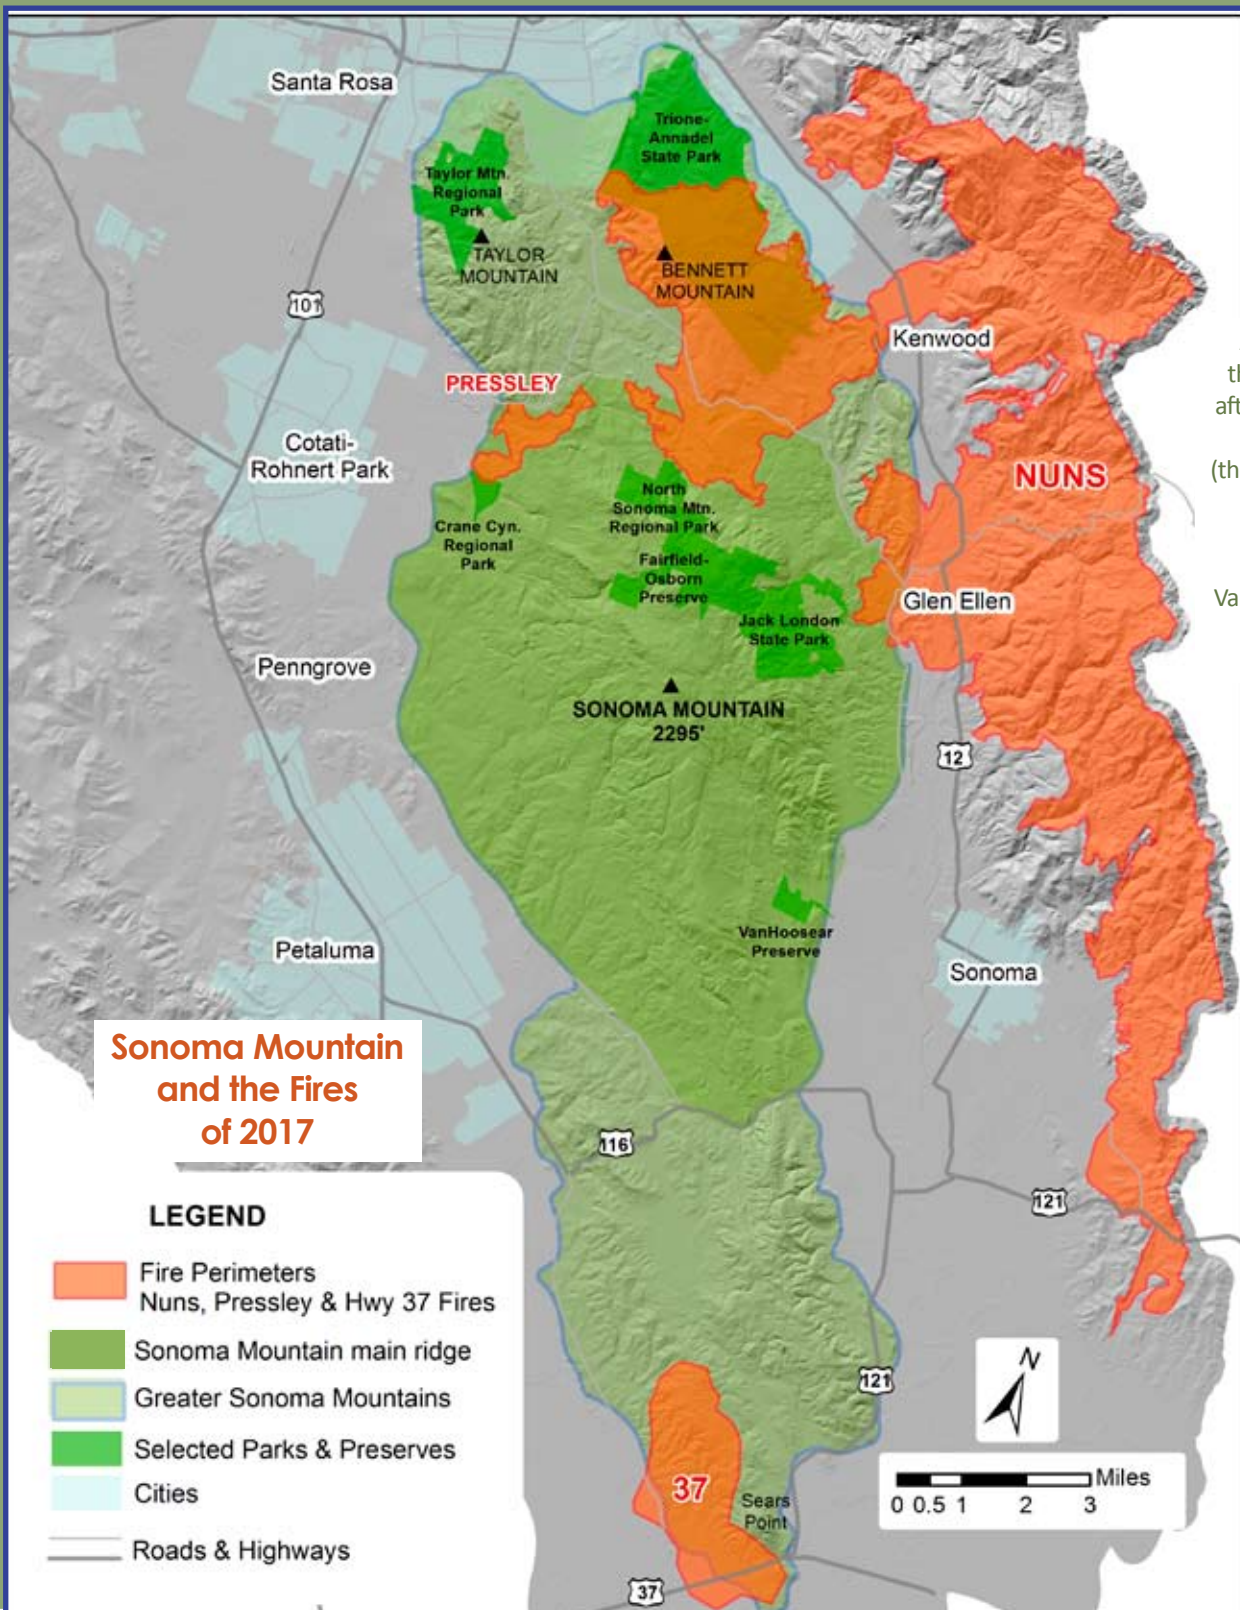 Santa Rosa
Trione-
Annadel
State Park
Taylor Mtn.
Regional
Park
TAYLOR
MOUNTAIN
BENNETT
MOUNTAIN
101
Kenwood
PRESSLEY
th
aft
Cotati-
Rohnert Park
(th
NUNS
North
Sonoma Mtn.
Regional Park
Crane Cyn.
Regional
Park
Fairfield-
Osborn
Preserve
Va
Glen Ellen
Jack London
State Park
Penngrove
SONOMA MOUNTAIN
2295'
12
VanHoosear
Preserve
Petaluma
Sonoma
Sonoma Mountain
and the Fires
of 2017
116
121
LEGEND
Fire Perimeters
Nuns, Pressley & Hwy 37 Fires
Sonoma Mountain main ridge
Greater Sonoma Mountains
Selected Parks & Preserves
Cities
Roads & Highways
N
121
Miles
0 0.5 1 2 3
37
Sears
Point
37